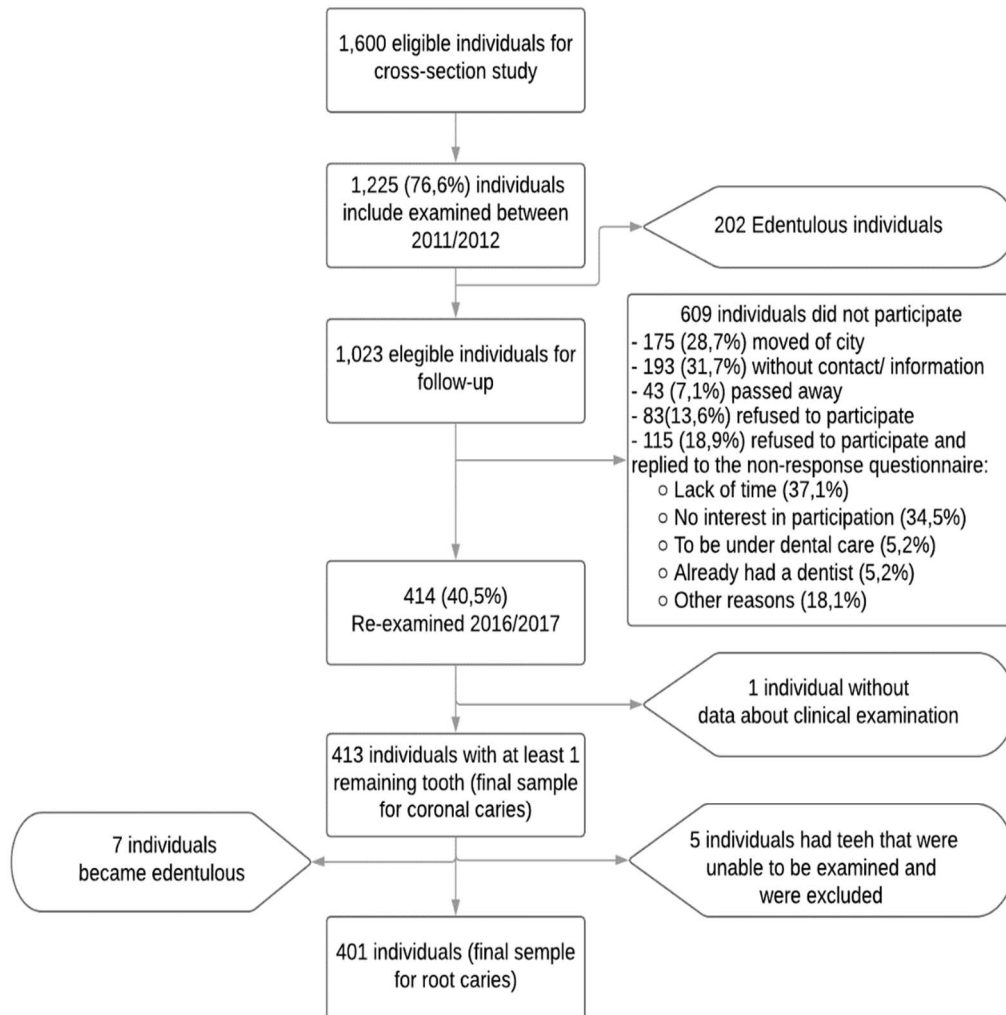 1,600 eligible individuals for
cross-section study
1,225 (76,6%) individuals
include examined between
2011/2012
202 Edentulous individuals
1,023 elegible individuals for
follow-up
609 individuals did not participate
- 175 (28,7%) moved of city
- 193 (31,7%) without contact/ information
- 43 (7,1%) passed away
- 83(13,6%) refused to participate
- 115 (18,9%) refused to participate and
replied to the non-response questionnaire:
o Lack of time (37,1%)
o No interest in participation (34,5%)
o To be under dental care (5,2%)
o Already had a dentist (5,2%)
o Other reasons (18,1%)
414 (40,5%)
Re-examined 2016/2017
1 individual without
data about clinical examination
413 individuals with at least 1
remaining tooth (final sample
for coronal caries)
7 individuals
became edentulous
5 individuals had teeh that were
unable to be examined and
were excluded
401 individuals (final semple
for root caries)